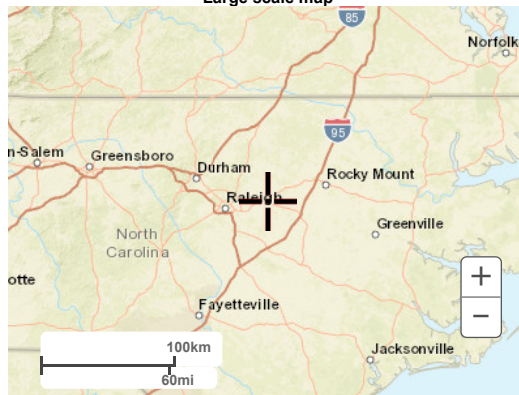 Large scale map
85
Norfolk
95
n-Salem
Greensboro
Durham
Rocky Mount
Raleigh
Greenville
North
Carolina
otte
+
Fayetteville
−
100km
Jacksonville
60mi